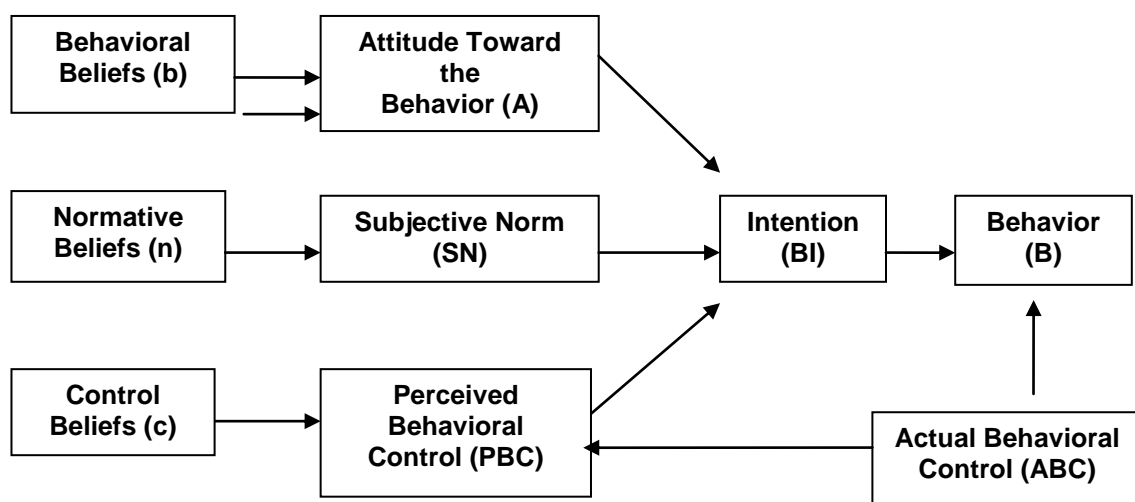 Behavioral
Beliefs (b)
Attitude Toward
the
Behavior (A)
Normative
Beliefs (n)
Subjective Norm
(SN)
Intention
(BI)
Behavior
(B)
Control
Beliefs (c)
Perceived
Behavioral
Control (PBC)
Actual Behavioral
Control (ABC)